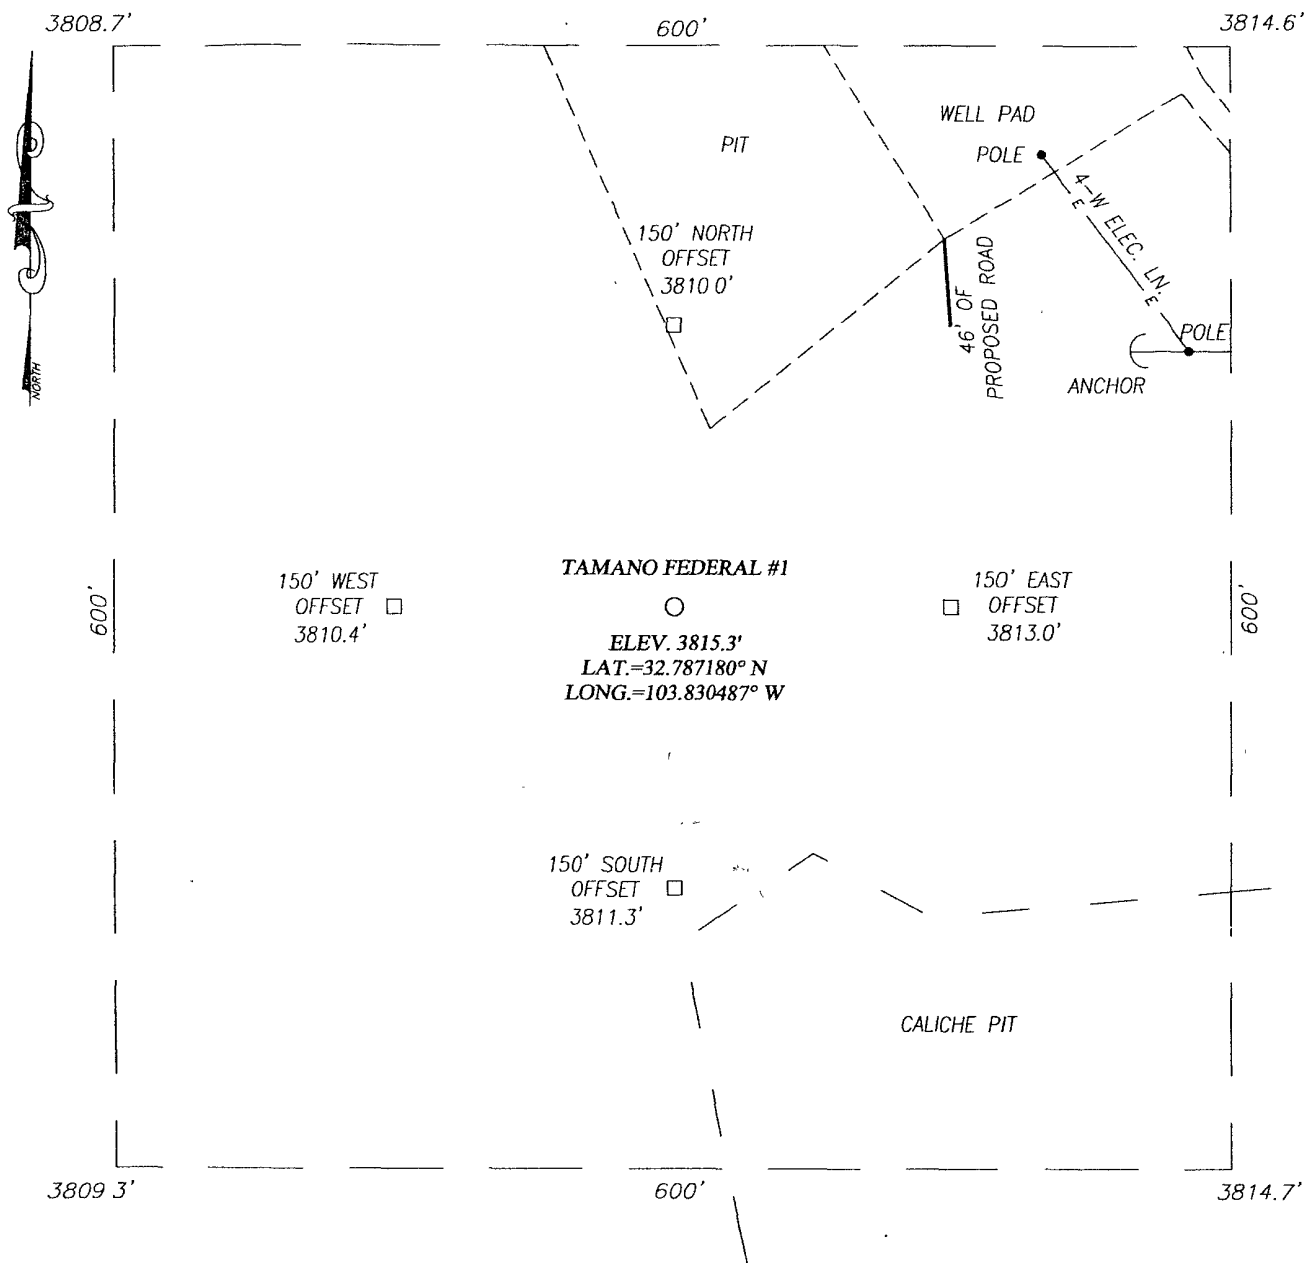 3808.7'
600'
3814.6'
WELL PAD
PIT
POLE
4-W ELEC. LN.
E
E
150' NORTH
OFFSET
3810 0'
46' OF
PROPOSED ROAD
POLE
ANCHOR
NORTH
150' WEST
OFFSET
3810.4'
TAMANO FEDERAL #1
ELEV. 3815.3'
LAT.=32.787180° N
LONG.=103.830487° W
150' EAST
OFFSET
3813.0'
600'
600'
150' SOUTH
OFFSET
3811.3'
CALICHE PIT
3809 3'
600'
3814.7'